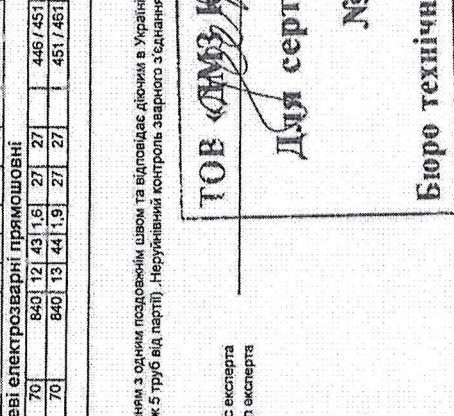 еві електрозварні прямошовні
70 840 12 43 1,6 27 27 446 / 451
70 840 13 44 1,9 27 27 451 / 461
ням з одним поздовжнім швом та відповідає діючим в Україні
к 5 труб від партії). Неруйнівний контроль зварного з'єднання
с експерта
п експерта
ТОВ «ДМЗ
Для серт
№
Бюро технічн